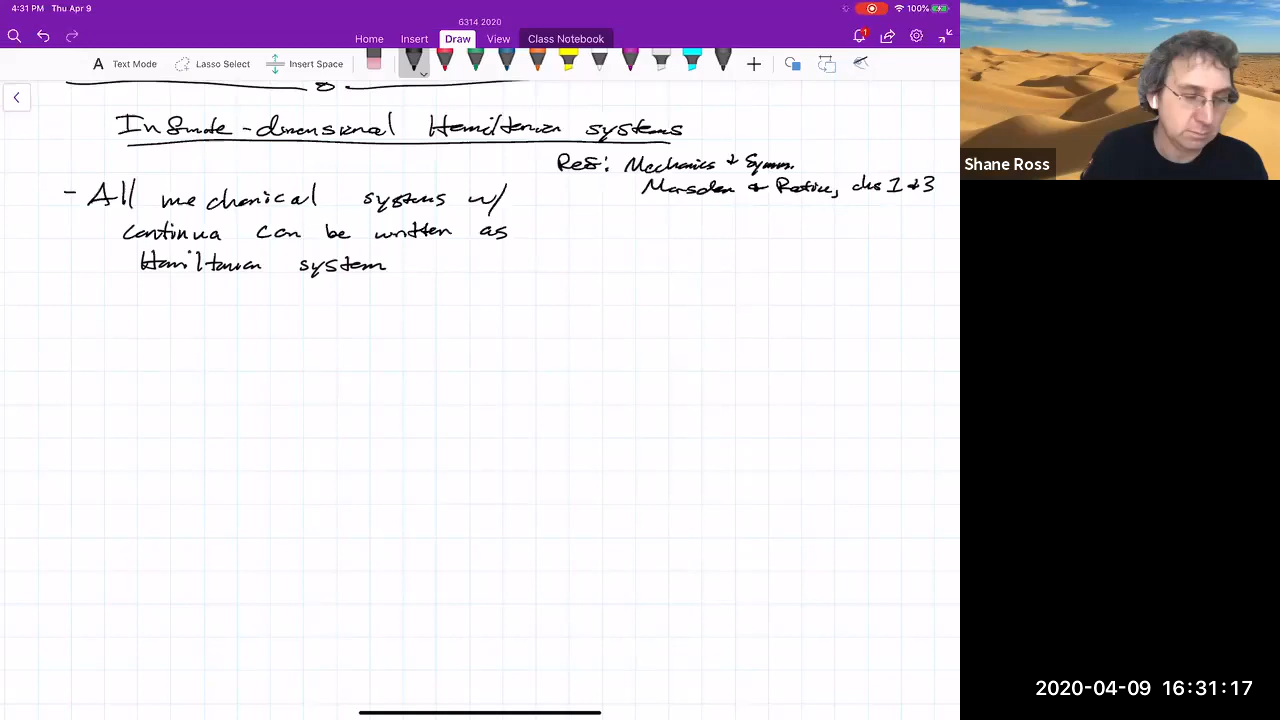 4:31 PM Thu Apr 9
100%
6314 2020
Home Insert Draw View Class Notebook
1
A Text Mode Lasso Select Insert Space
Infinite-dimensional Hamiltonian systems
Ref: Mechanics & Symm.
Marsden & Ratiu, chs 1 & 3
- All mechanical systems w/
continua can be written as
Hamiltonian system
Shane Ross
2020-04-09 16:31:17